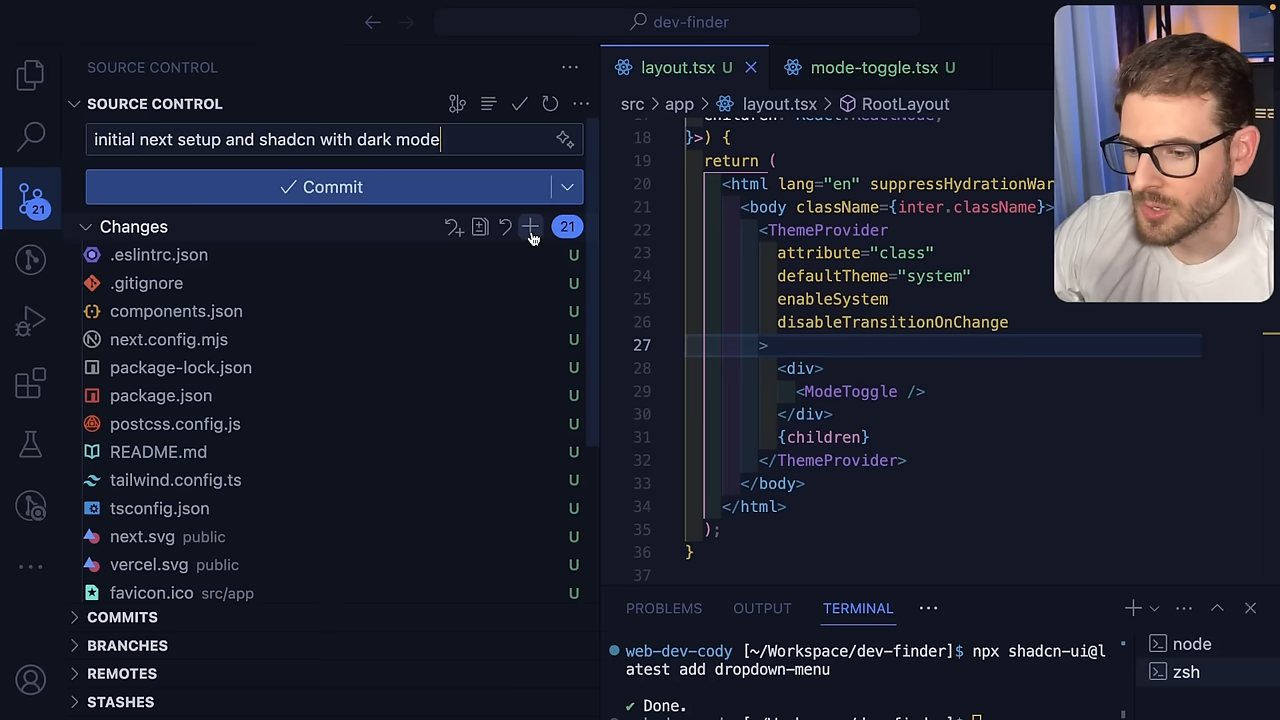 dev-finder
SOURCE CONTROL
SOURCE CONTROL
initial next setup and shadcn with dark mode
Commit
Changes
21
21
.eslintrc.json U
.gitignore U
components.json U
next.config.mjs U
package-lock.json U
package.json U
postcss.config.js U
README.md U
tailwind.config.ts U
tsconfig.json U
next.svg public U
vercel.svg public U
favicon.ico src/app U
COMMITS
BRANCHES
REMOTES
STASHES
layout.tsx U
mode-toggle.tsx U
src > app > layout.tsx > RootLayout
children: React.ReactNode;
18 }>) {
19 return (
20 <html lang="en" suppressHydrationWar
21 <body className={inter.className}>
22 <ThemeProvider
23 attribute="class"
24 defaultTheme="system"
25 enableSystem
26 disableTransitionOnChange
27 >
28 <div>
29 <ModeToggle />
30 </div>
31 {children}
32 </ThemeProvider>
33 </body>
34 </html>
35 );
36 }
37
PROBLEMS OUTPUT TERMINAL
web-dev-cody [~/Workspace/dev-finder]$ npx shadcn-ui@l
atest add dropdown-menu
✔ Done.
node
zsh